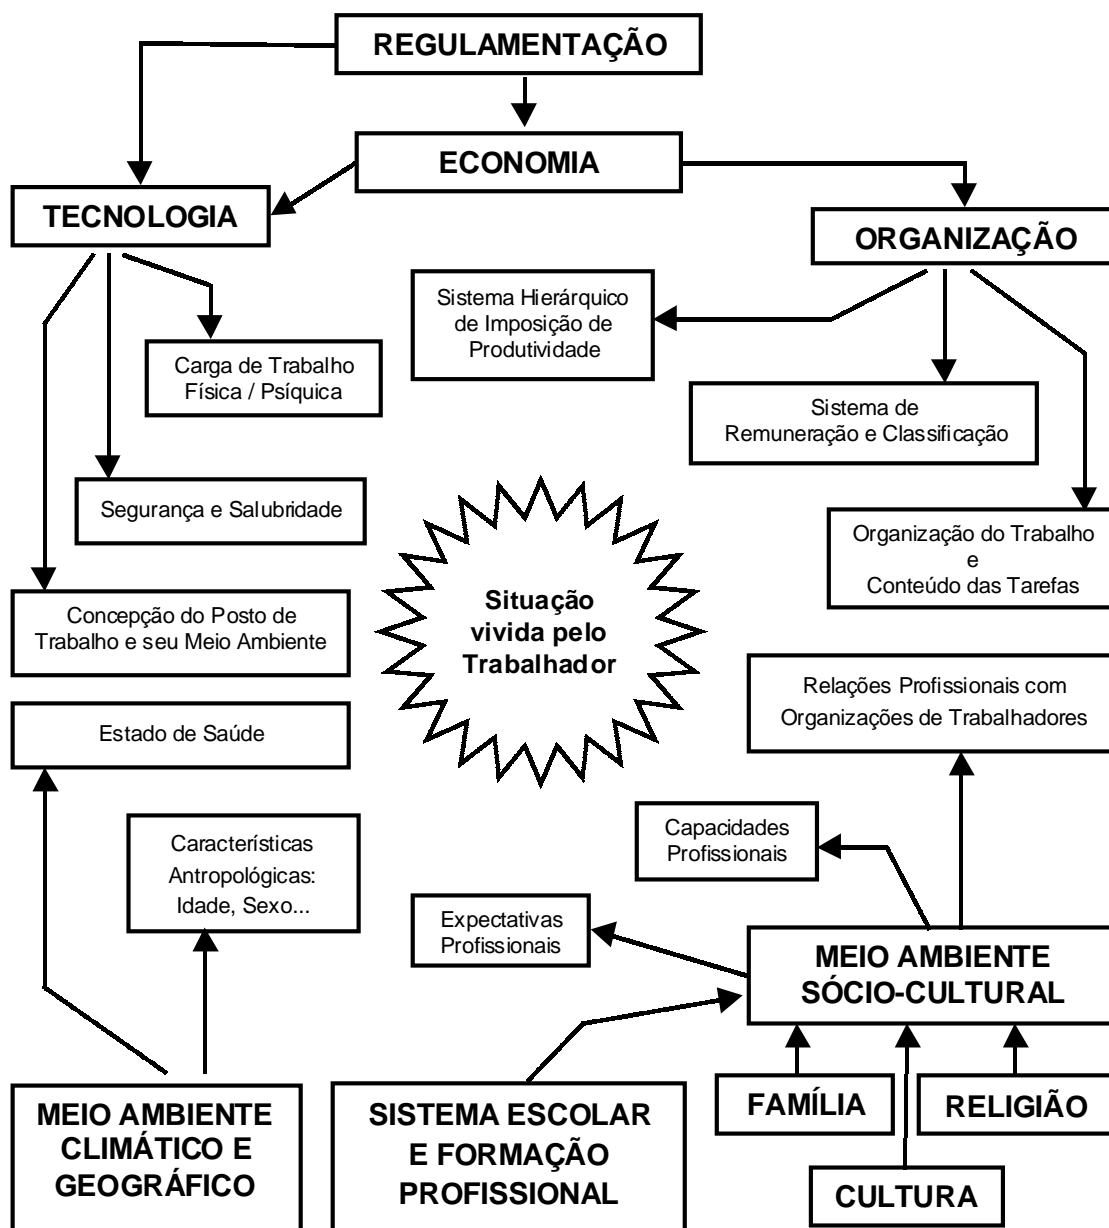 REGULAMENTAÇÃO
ECONOMIA
TECNOLOGIA
ORGANIZAÇÃO
Sistema Hierárquico
de Imposição de
Produtividade
Carga de Trabalho
Física / Psíquica
Sistema de
Remuneração e Classificação
Segurança e Salubridade
Organização do Trabalho
e
Conteúdo das Tarefas
Situação
vivida pelo
Trabalhador
Concepção do Posto de
Trabalho e seu Meio Ambiente
Relações Profissionais com
Organizações de Trabalhadores
Estado de Saúde
Características
Antropológicas:
Idade, Sexo...
Capacidades
Profissionais
Expectativas
Profissionais
MEIO AMBIENTE
SÓCIO-CULTURAL
MEIO AMBIENTE
CLIMÁTICO E
GEOGRÁFICO
SISTEMA ESCOLAR
E FORMAÇÃO
PROFISSIONAL
FAMÍLIA
RELIGIÃO
CULTURA